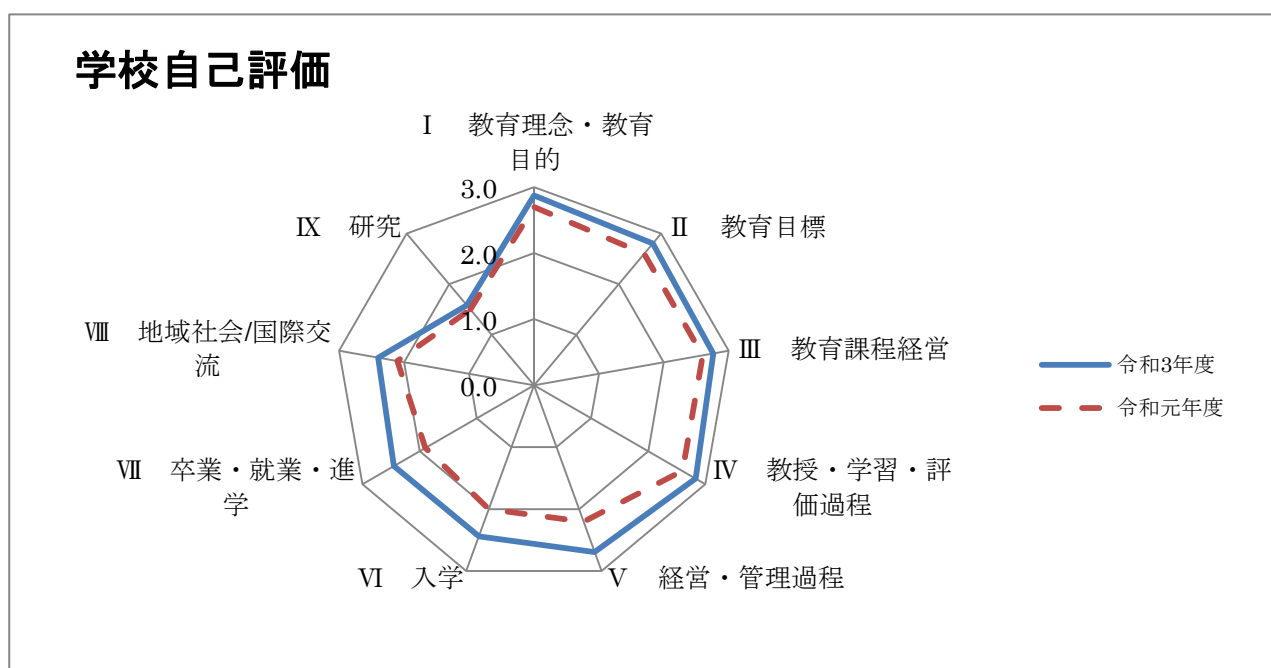 学校自己評価
Ⅰ　教育理念・教育
目的
3.0
2.0
1.0
0.0
Ⅱ　教育目標
Ⅲ　教育課程経営
Ⅳ　教授・学習・評
価過程
Ⅴ　経営・管理過程
Ⅵ　入学
Ⅶ　卒業・就業・進
学
Ⅷ　地域社会/国際交
流
Ⅸ　研究
令和3年度
令和元年度